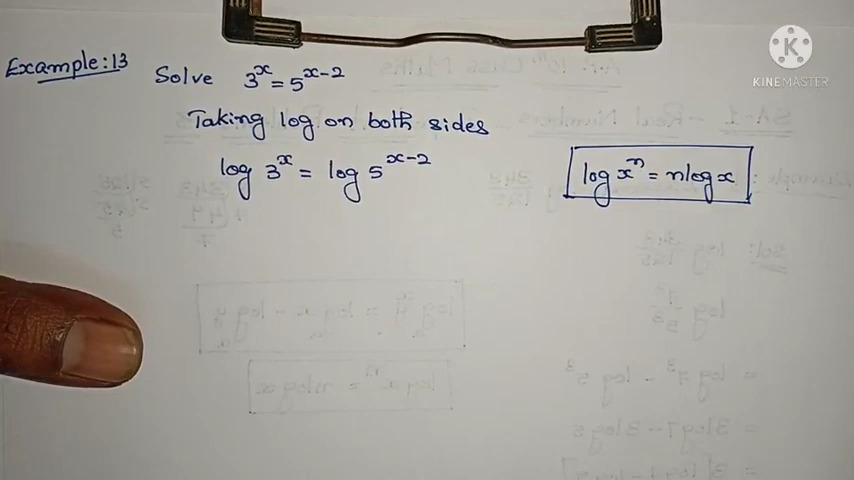 Example:13
Solve 3^x = 5^(x-2)
Taking log on both sides
log 3^x = log 5^(x-2)
log x^n = n log x
K
KINEMASTER